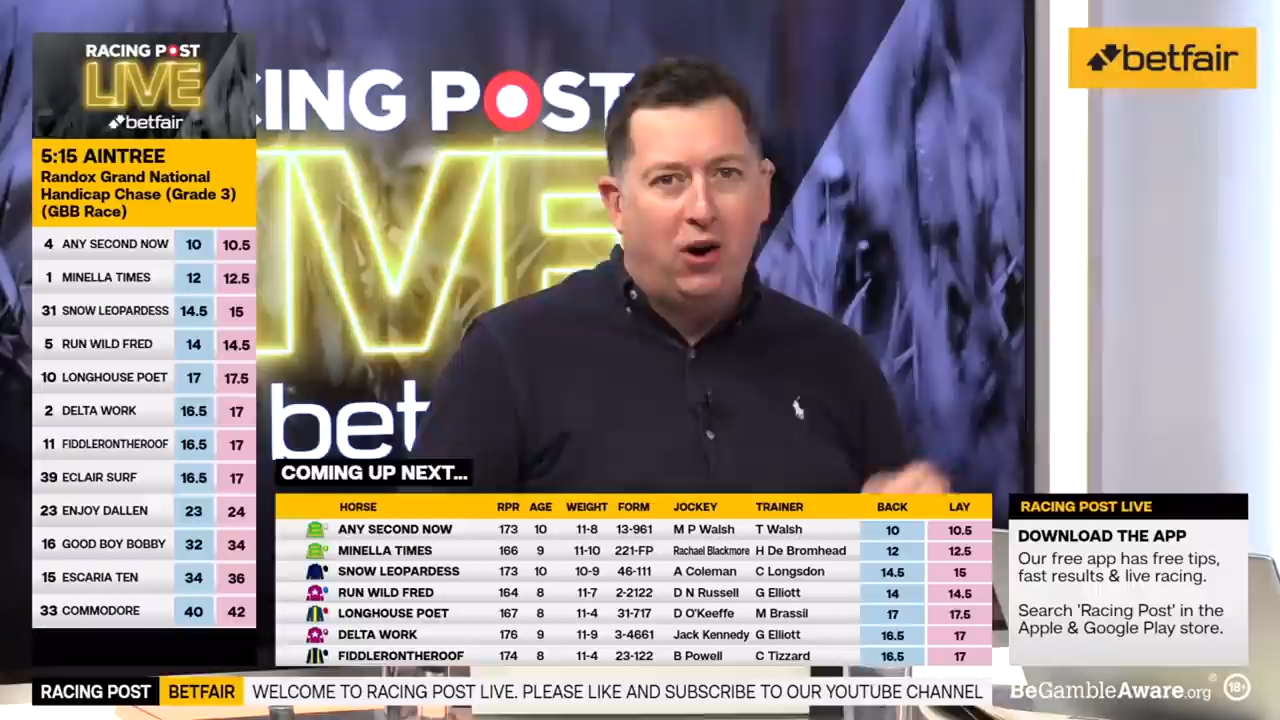 RACING POST
LIVE
betfair
5:15 AINTREE
Randox Grand National
Handicap Chase (Grade 3)
(GBB Race)
4 ANY SECOND NOW 10 10.5
1 MINELLA TIMES 12 12.5
31 SNOW LEOPARDESS 14.5 15
5 RUN WILD FRED 14 14.5
10 LONGHOUSE POET 17 17.5
2 DELTA WORK 16.5 17
11 FIDDLERONTHEROOF 16.5 17
39 ECLAIR SURF 16.5 17
23 ENJOY DALLEN 23 24
16 GOOD BOY BOBBY 32 34
15 ESCARIA TEN 34 36
33 COMMODORE 40 42
CING POST
IVE
bet
betfair
COMING UP NEXT...
HORSE RPR AGE WEIGHT FORM JOCKEY TRAINER BACK LAY
ANY SECOND NOW 173 10 11-8 13-961 M P Walsh T Walsh 10 10.5
MINELLA TIMES 166 9 11-10 221-FP Rachael Blackmore H De Bromhead 12 12.5
SNOW LEOPARDESS 173 10 10-9 46-111 A Coleman C Longsdon 14.5 15
RUN WILD FRED 164 8 11-7 2-2122 D N Russell G Elliott 14 14.5
LONGHOUSE POET 167 8 11-4 31-717 D O'Keeffe M Brassil 17 17.5
DELTA WORK 176 9 11-9 3-4661 Jack Kennedy G Elliott 16.5 17
FIDDLERONTHEROOF 174 8 11-4 23-122 B Powell C Tizzard 16.5 17
RACING POST LIVE
DOWNLOAD THE APP
Our free app has free tips,
fast results & live racing.
Search 'Racing Post' in the
Apple & Google Play store.
RACING POST BETFAIR WELCOME TO RACING POST LIVE. PLEASE LIKE AND SUBSCRIBE TO OUR YOUTUBE CHANNEL
BeGambleAware.org® 18+